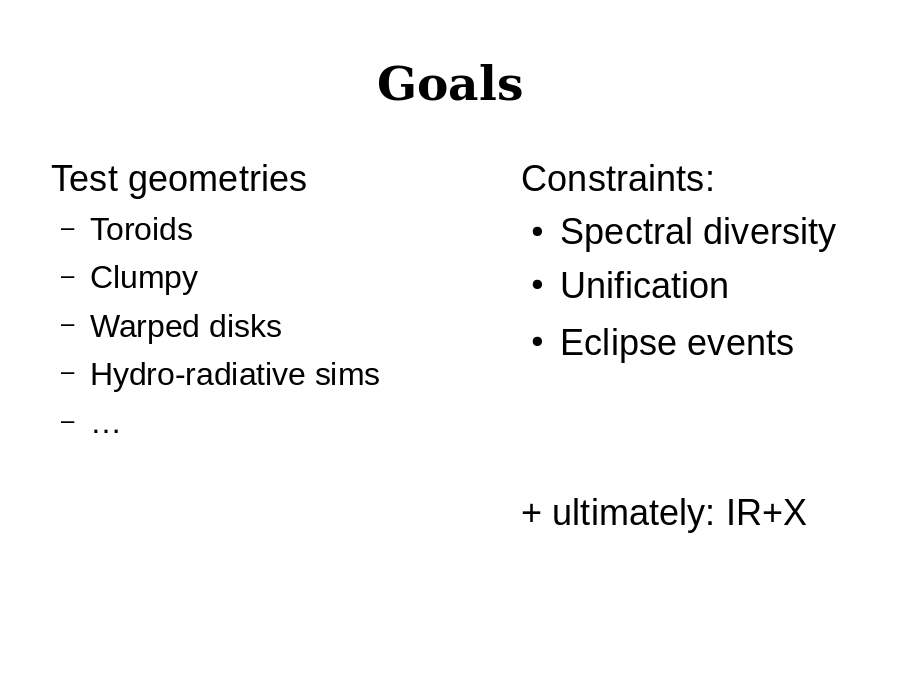 Goals
Test geometries
– Toroids
– Clumpy
– Warped disks
– Hydro-radiative sims
– …
Constraints:
• Spectral diversity
• Unification
• Eclipse events
+ ultimately: IR+X